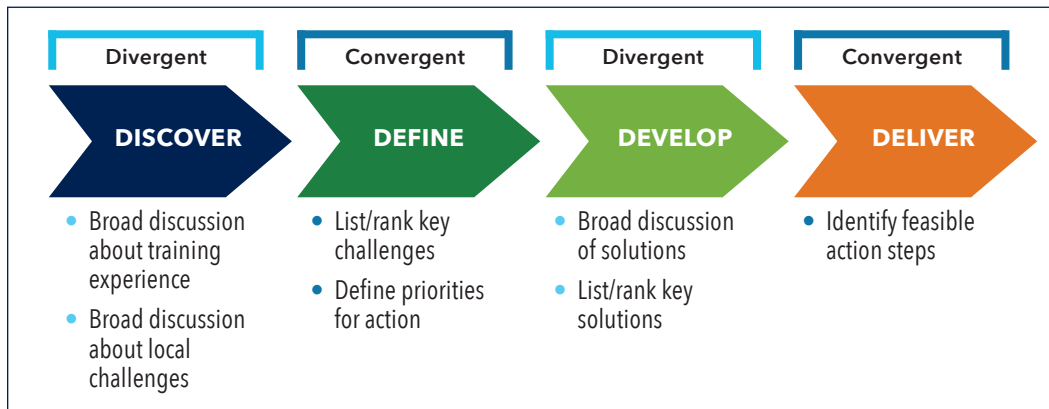 Divergent
Convergent
Divergent
Convergent
DISCOVER
DEFINE
DEVELOP
DELIVER
• Broad discussion
about training
experience
• Broad discussion
about local
challenges
• List/rank key
challenges
• Define priorities
for action
• Broad discussion
of solutions
• List/rank key
solutions
• Identify feasible
action steps